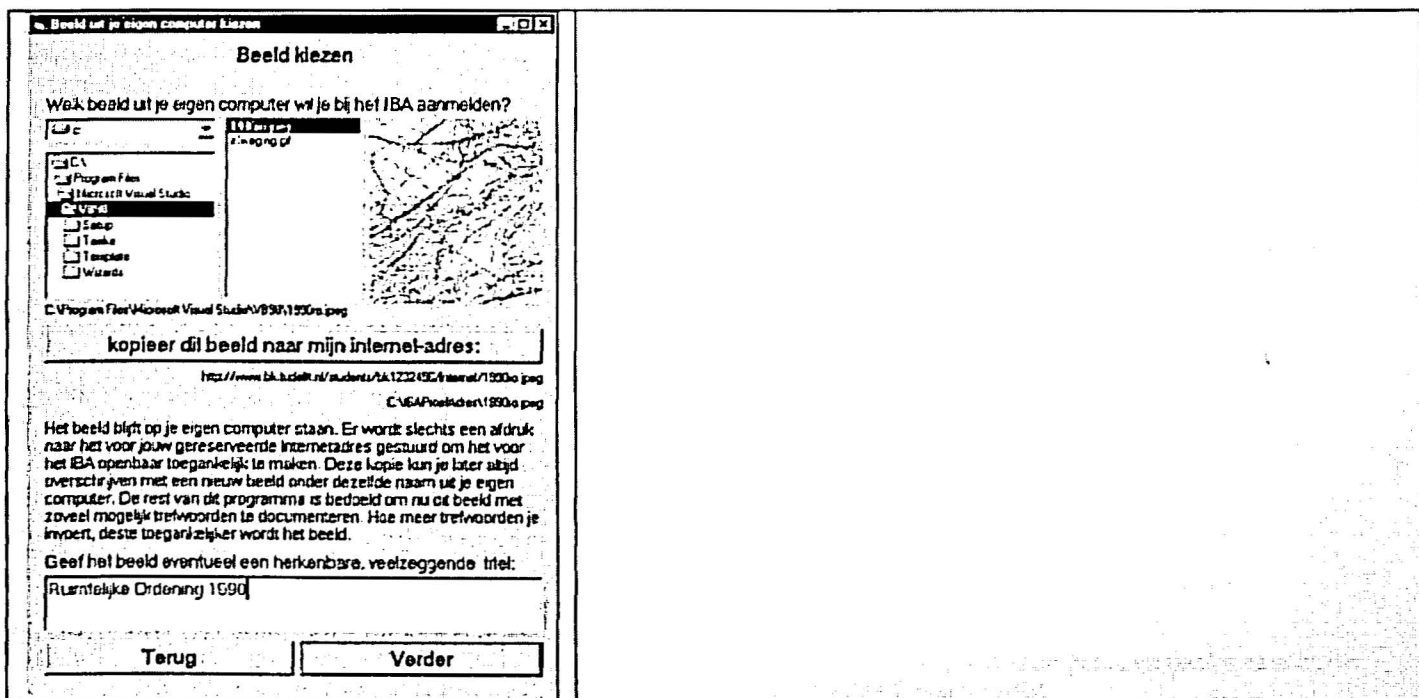 Beeld uit je eigen computer kiezen
Beeld kiezen
Welk beeld uit je eigen computer wil je bij het IBA aanmelden?
c:
C:\
Program Files
Microsoft Visual Studio
Setup
Template
Wizards
kopieer dit beeld naar mijn internet-adres:
Het beeld blijft op je eigen computer staan. Er wordt slechts een afdruk
naar het voor jouw gereserveerde Internetadres gestuurd om het voor
het IBA openbaar toegankelijk te maken. Deze kopie kun je later altijd
overschrijven met een nieuw beeld onder dezelfde naam uit je eigen
computer. De rest van dit programma is bedoeld om nu dit beeld met
zoveel mogelijk trefwoorden te documenteren. Hoe meer trefwoorden je
invoert, deste toegankelijker wordt het beeld.
Geef het beeld eventueel een herkenbare, veelzeggende titel:
Ruimtelijke Ordening 1990
Terug
Verder